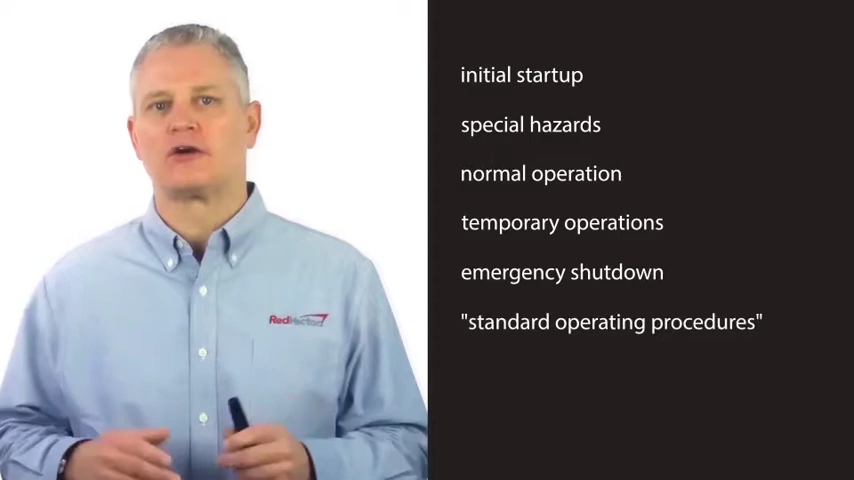 RedVector
initial startup
special hazards
normal operation
temporary operations
emergency shutdown
"standard operating procedures"